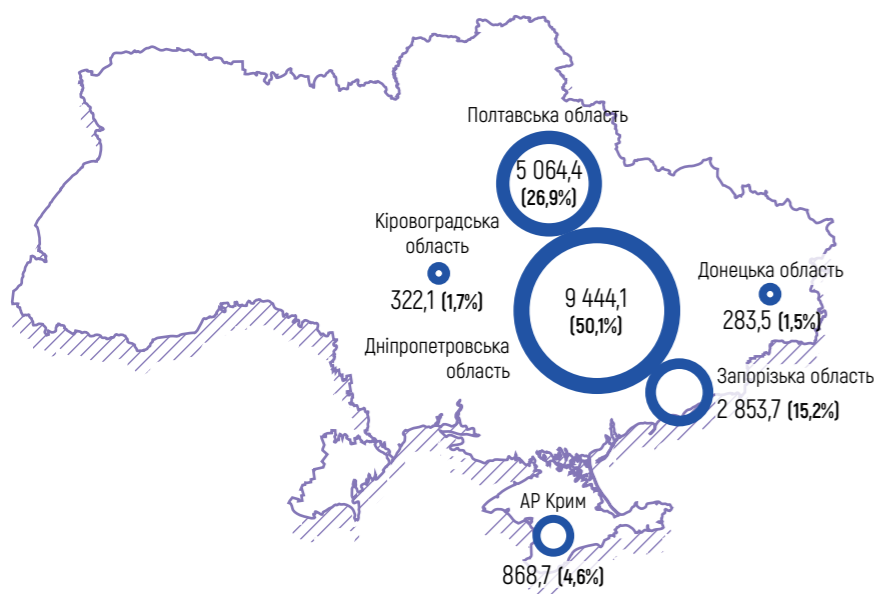 Полтавська область
5 064,4
(26,9%)
Кіровоградська
область
322,1 (1,7%)
9 444,1
(50,1%)
Дніпропетровська
область
Донецька область
283,5 (1,5%)
Запорізька область
2 853,7 (15,2%)
АР Крим
868,7 (4,6%)